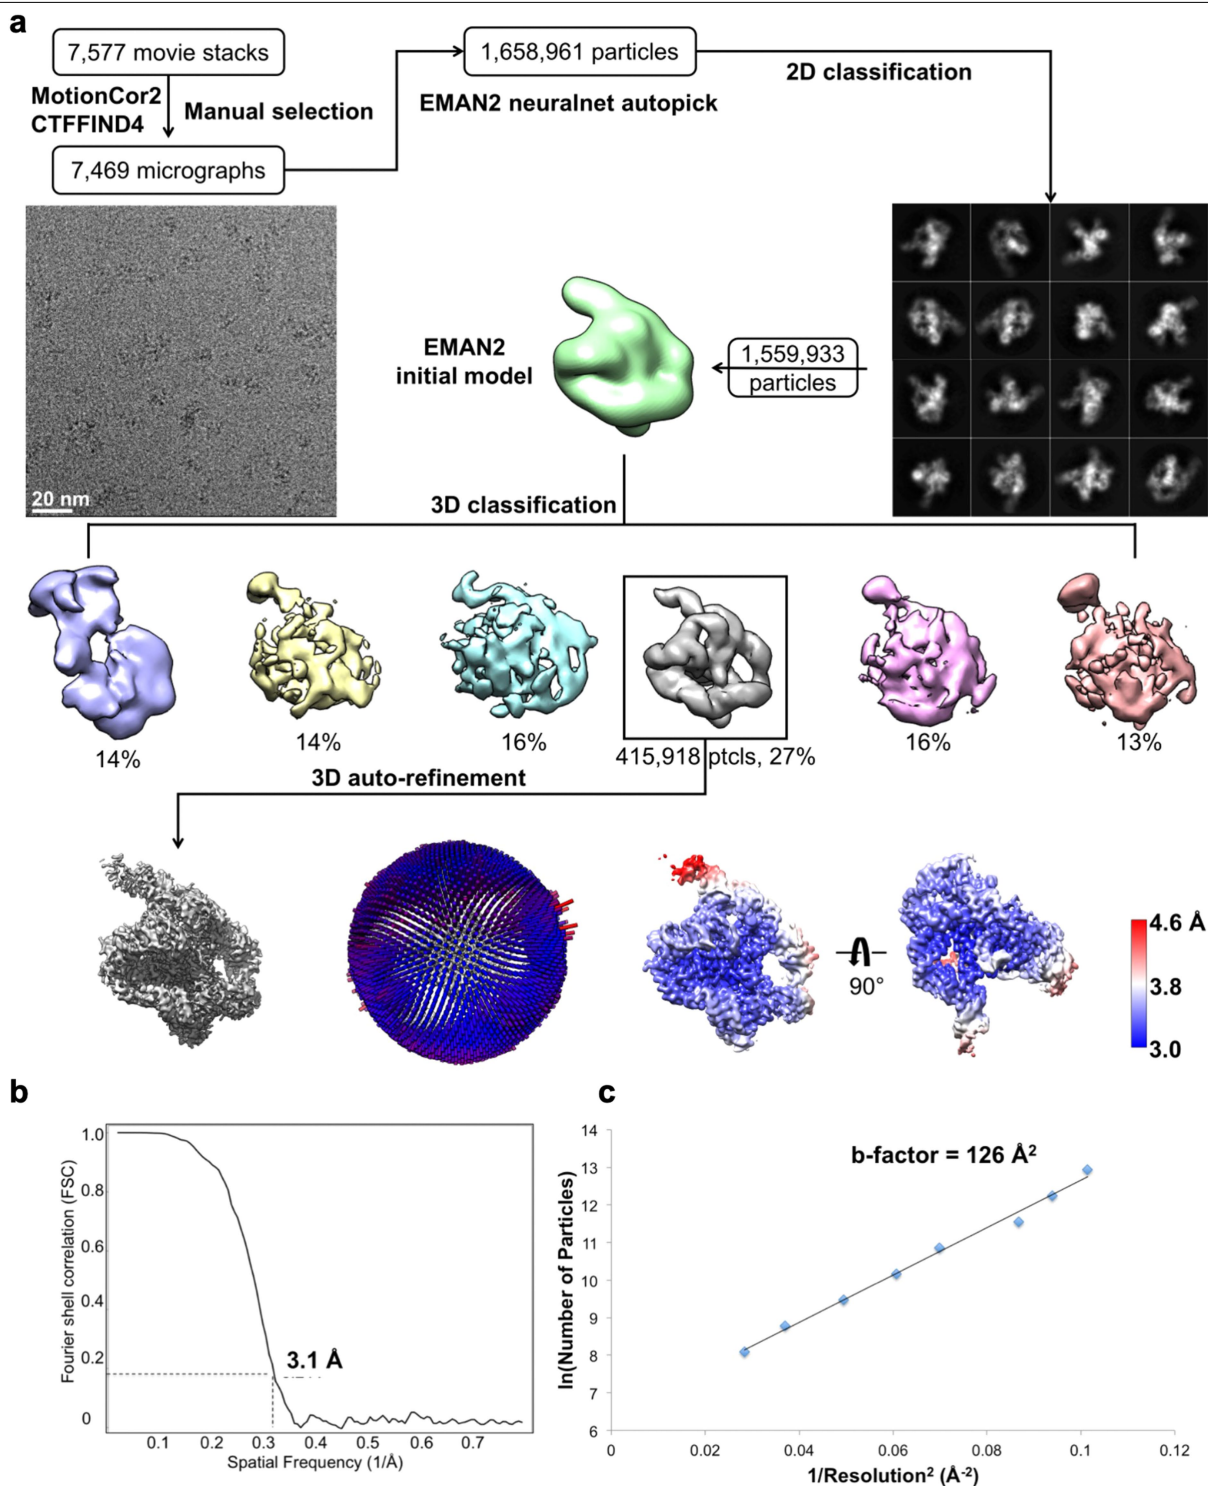 a
7,577 movie stacks
MotionCor2
CTFFIND4
Manual selection
7,469 micrographs
1,658,961 particles
EMAN2 neuralnet autopick
2D classification
20 nm
EMAN2
initial model
1,559,933
particles
3D classification
14%
14%
16%
415,918 ptcls, 27%
16%
13%
3D auto-refinement
90°
4.6 Å
3.8
3.0
b
Fourier shell correlation (FSC)
1.0
0.8
0.6
0.4
0.2
0
3.1 Å
0.1 0.2 0.3 0.4 0.5 0.6 0.7
Spatial Frequency (1/Å)
c
ln(Number of Particles)
14
13
12
11
10
9
8
7
6
b-factor = 126 Å²
0 0.02 0.04 0.06 0.08 0.1 0.12
1/Resolution² (Å⁻²)